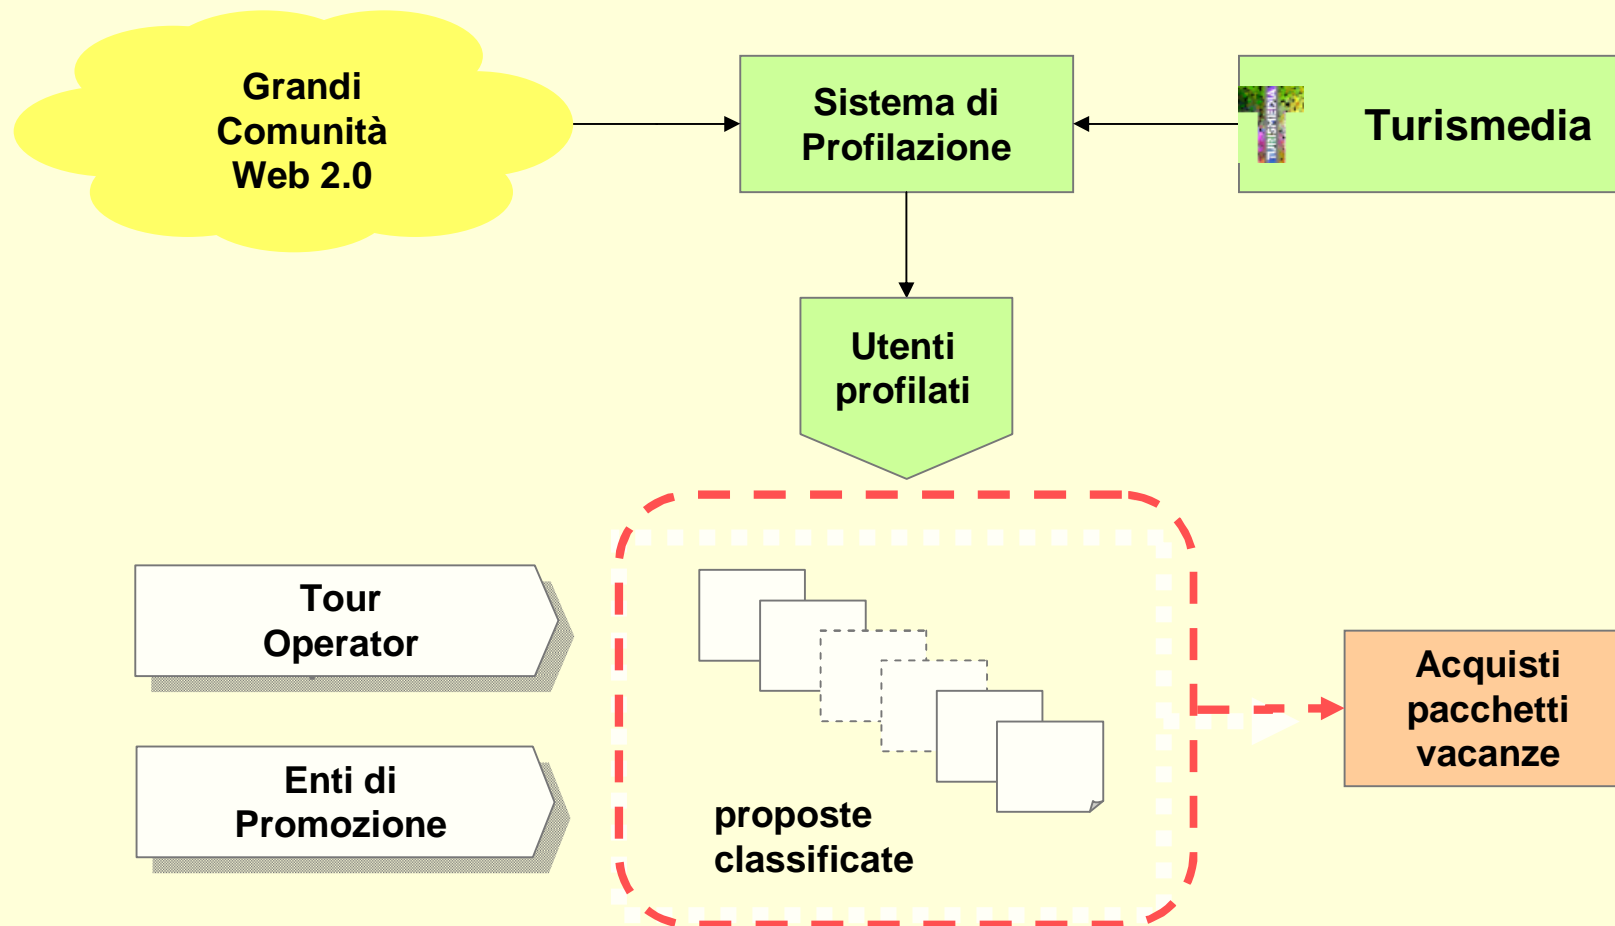 Grandi
Comunità
Web 2.0
Sistema di
Profilazione
TURISMEDIA
Turismedia
Utenti
profilati
Tour
Operator
Enti di
Promozione
proposte
classificate
Acquisti
pacchetti
vacanze